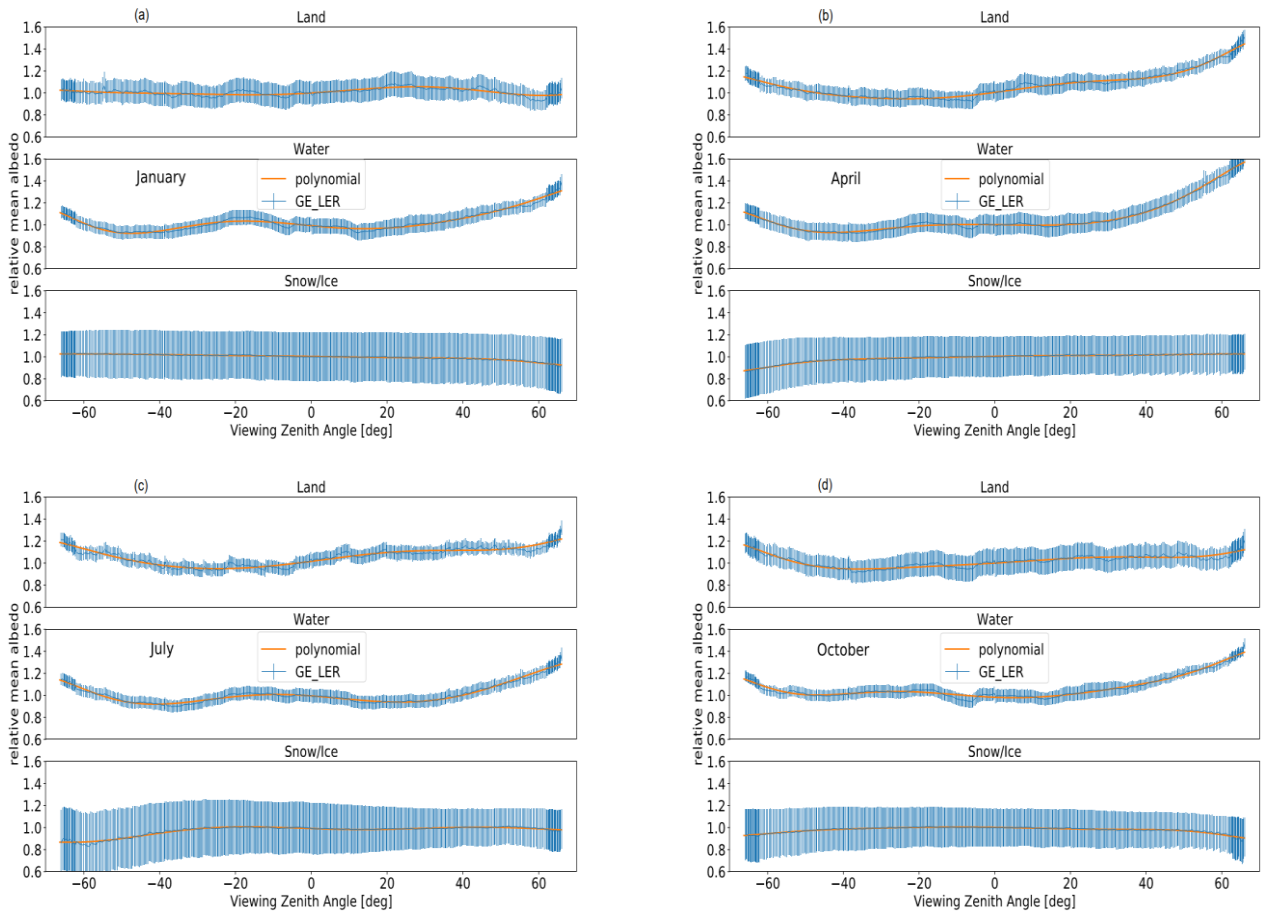 (a)
Land
1.6
1.4
1.2
1.0
0.8
0.6
Water
1.6
1.4
1.2
1.0
0.8
0.6
January
polynomial
GE_LER
Snow/Ice
1.6
1.4
1.2
1.0
0.8
0.6
relative mean albedo
−60 −40 −20 0 20 40 60
Viewing Zenith Angle [deg]
(b)
Land
1.6
1.4
1.2
1.0
0.8
0.6
Water
1.6
1.4
1.2
1.0
0.8
0.6
April
polynomial
GE_LER
Snow/Ice
1.6
1.4
1.2
1.0
0.8
0.6
relative mean albedo
−60 −40 −20 0 20 40 60
Viewing Zenith Angle [deg]
(c)
Land
1.6
1.4
1.2
1.0
0.8
0.6
Water
1.6
1.4
1.2
1.0
0.8
0.6
July
polynomial
GE_LER
Snow/Ice
1.6
1.4
1.2
1.0
0.8
0.6
relative mean albedo
−60 −40 −20 0 20 40 60
Viewing Zenith Angle [deg]
(d)
Land
1.6
1.4
1.2
1.0
0.8
0.6
Water
1.6
1.4
1.2
1.0
0.8
0.6
October
polynomial
GE_LER
Snow/Ice
1.6
1.4
1.2
1.0
0.8
0.6
relative mean albedo
−60 −40 −20 0 20 40 60
Viewing Zenith Angle [deg]